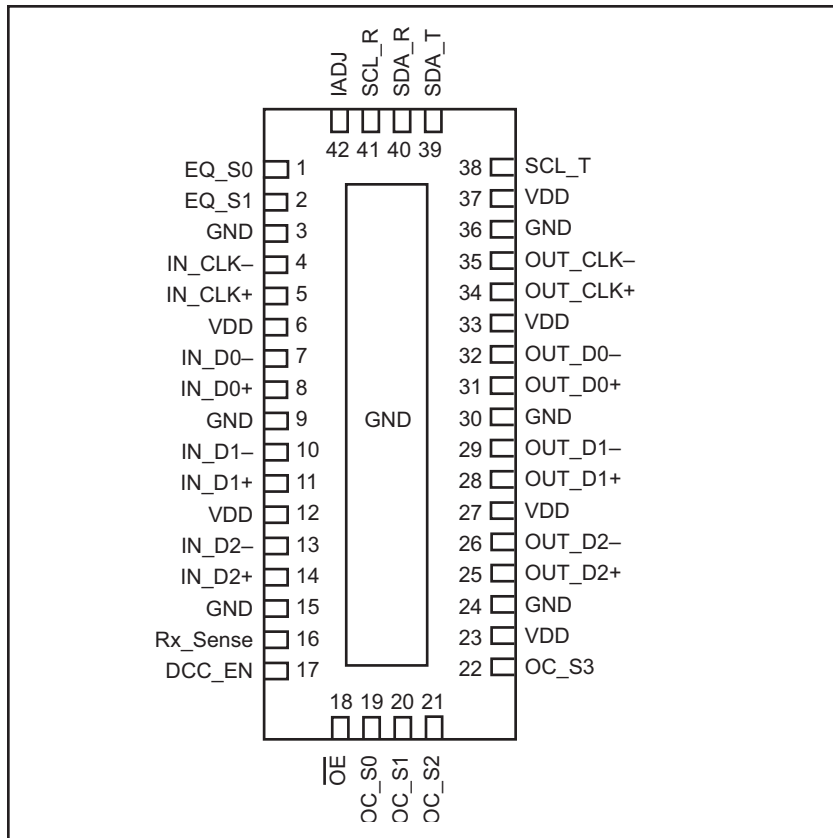 IADJ
SCL_R
SDA_R
SDA_T
42 41 40 39
EQ_S0 1
EQ_S1 2
GND 3
IN_CLK– 4
IN_CLK+ 5
VDD 6
IN_D0– 7
IN_D0+ 8
GND 9
IN_D1– 10
IN_D1+ 11
VDD 12
IN_D2– 13
IN_D2+ 14
GND 15
Rx_Sense 16
DCC_EN 17
GND
38 SCL_T
37 VDD
36 GND
35 OUT_CLK–
34 OUT_CLK+
33 VDD
32 OUT_D0–
31 OUT_D0+
30 GND
29 OUT_D1–
28 OUT_D1+
27 VDD
26 OUT_D2–
25 OUT_D2+
24 GND
23 VDD
22 OC_S3
18 19 20 21
O̅E̅
OC_S0
OC_S1
OC_S2